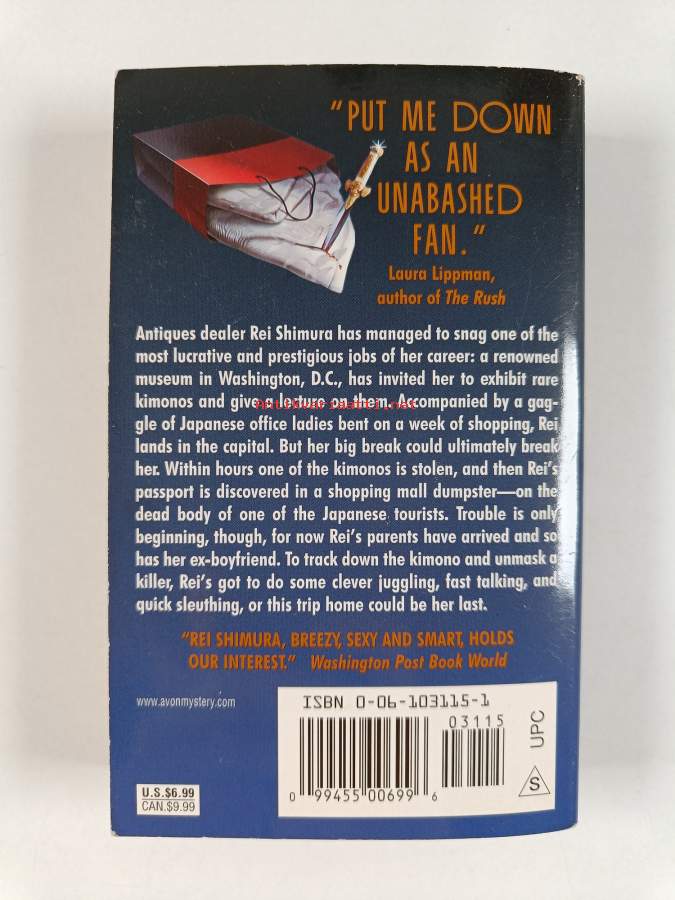 "PUT ME DOWN
AS AN
UNABASHED
FAN."
Laura Lippman,
author of The Rush
Antiques dealer Rei Shimura has managed to snag one of the
most lucrative and prestigious jobs of her career: a renowned
museum in Washington, D.C., has invited her to exhibit rare
kimonos and give a lecture on them. Accompanied by a gag-
gle of Japanese office ladies bent on a week of shopping, Rei
lands in the capital. But her big break could ultimately break
her. Within hours one of the kimonos is stolen, and then Rei's
passport is discovered in a shopping mall dumpster—on the
dead body of one of the Japanese tourists. Trouble is only
beginning, though, for now Rei's parents have arrived and so
has her ex-boyfriend. To track down the kimono and unmask a
killer, Rei's got to do some clever juggling, fast talking, and
quick sleuthing, or this trip home could be her last.
"REI SHIMURA, BREEZY, SEXY AND SMART, HOLDS
OUR INTEREST." Washington Post Book World
www.avonmystery.com
ISBN 0-06-103115-1
03115
0 99455 00699 6
UPC
S
U.S.$6.99
CAN.$9.99
Antikvariaatti.net